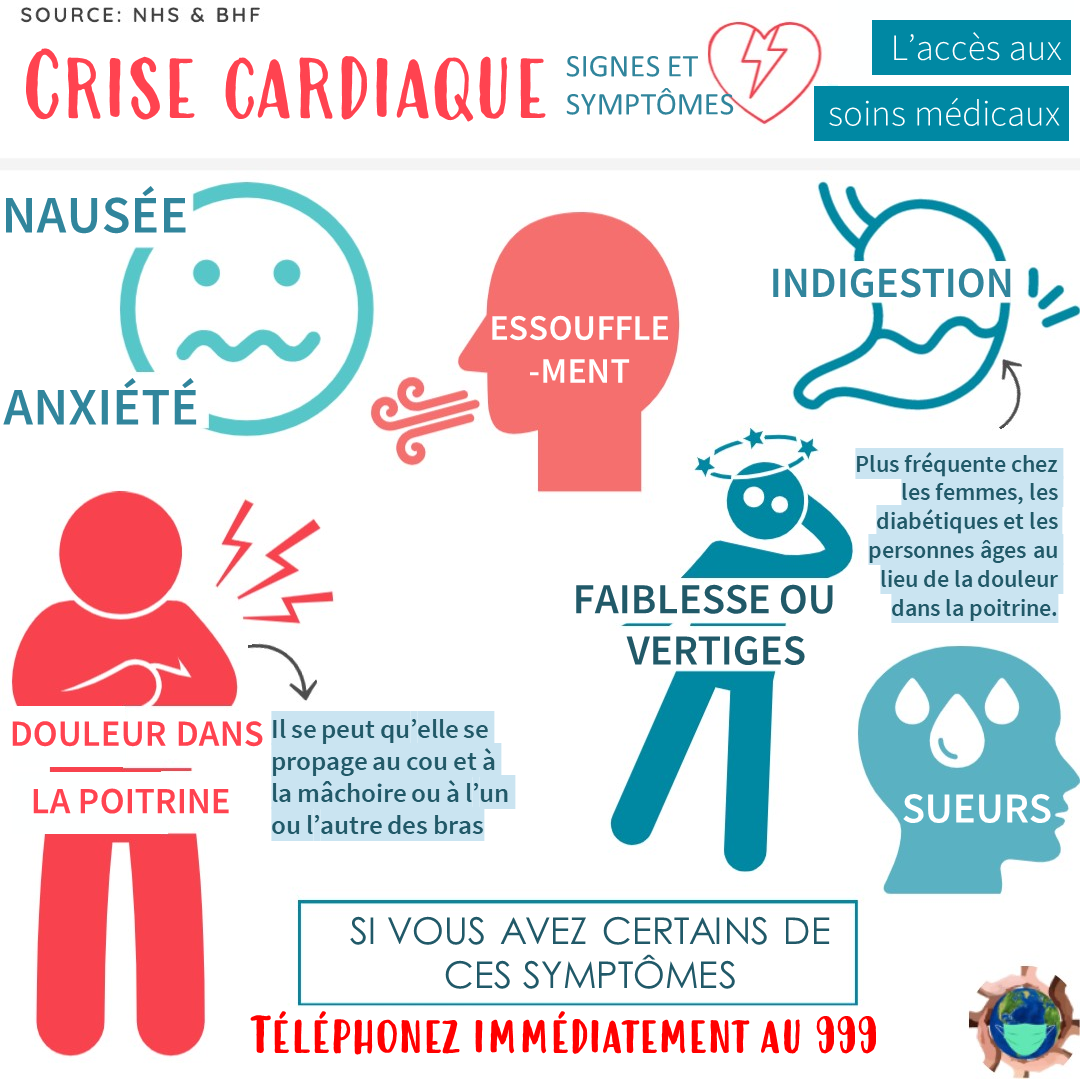 SOURCE: NHS & BHF
CRISE CARDIAQUE
SIGNES ET
SYMPTÔMES
L'accès aux
soins médicaux
NAUSÉE
ANXIÉTÉ
ESSOUFFLE
-MENT
INDIGESTION
Plus fréquente chez
les femmes, les
diabétiques et les
personnes âges au
lieu de la douleur
dans la poitrine.
FAIBLESSE OU
VERTIGES
DOULEUR DANS
LA POITRINE
Il se peut qu'elle se
propage au cou et à
la mâchoire ou à l'un
ou l'autre des bras
SUEURS
SI VOUS AVEZ CERTAINS DE
CES SYMPTÔMES
TÉLÉPHONEZ IMMÉDIATEMENT AU 999